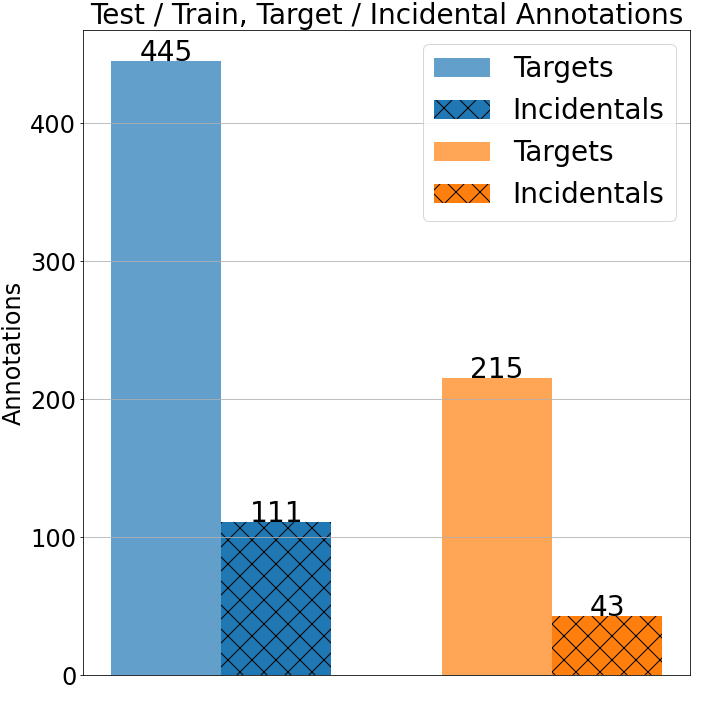 Test / Train, Target / Incidental Annotations
445
Targets
Incidentals
Targets
Incidentals
400
300
215
200
111
100
43
0
Annotations